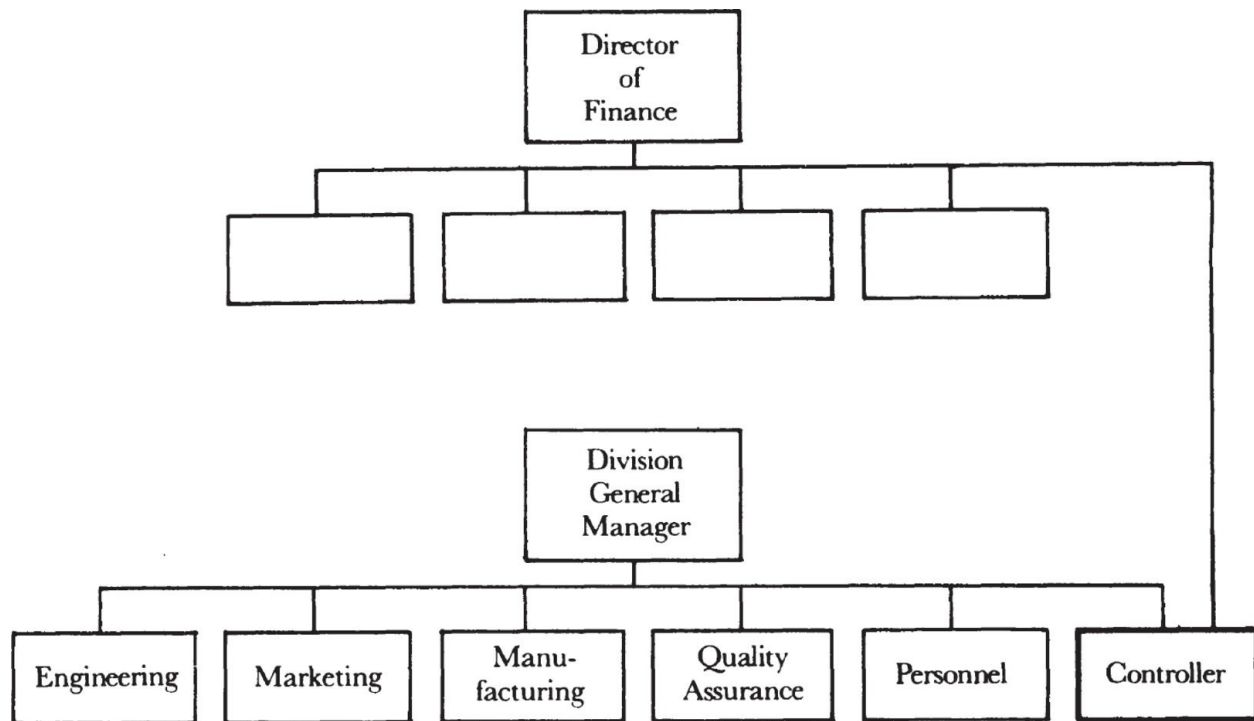 Director
of
Finance
Division
General
Manager
Engineering
Marketing
Manu-
facturing
Quality
Assurance
Personnel
Controller